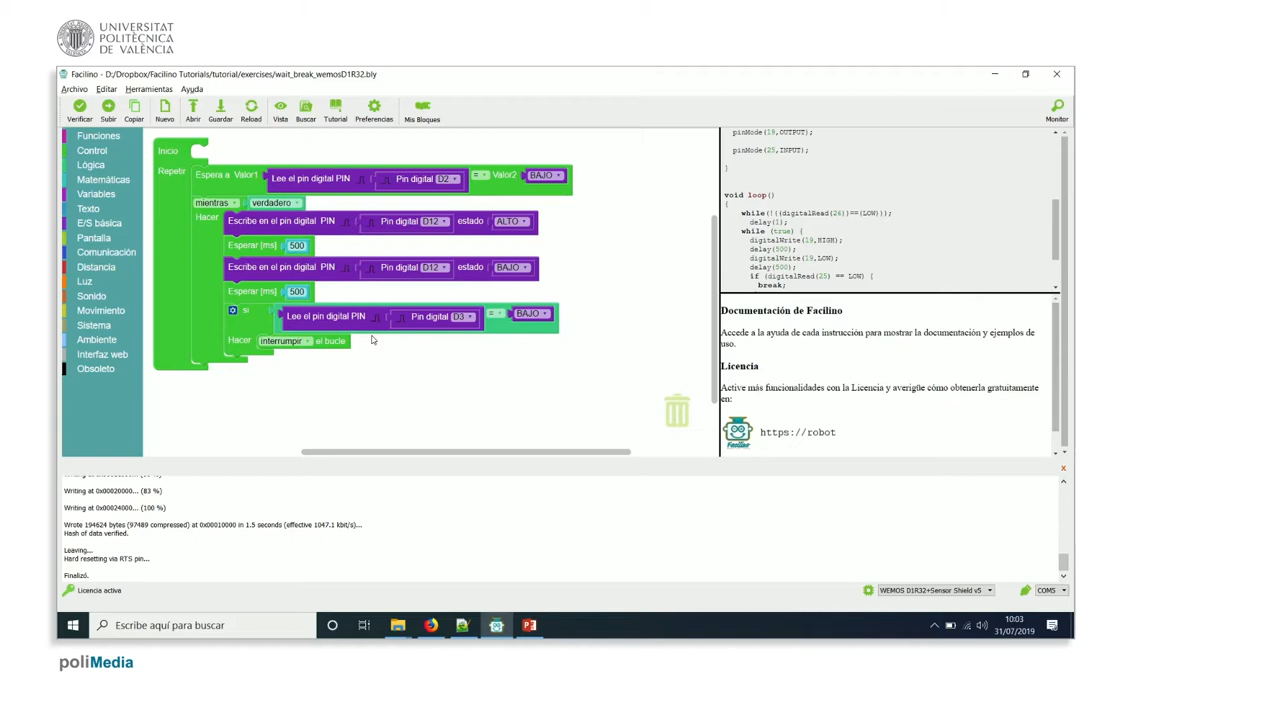 UNIVERSITAT
POLITÈCNICA
DE VALÈNCIA
Facilino - D:/Dropbox/Facilino Tutorials/tutorial/exercises/wait_break_wemosD1R32.bly
Archivo Editar Herramientas Ayuda
Verificar Subir Copiar Nuevo Abrir Guardar Reload Vista Buscar Tutorial Preferencias Mis Bloques Monitor
Funciones
Control
Lógica
Matemáticas
Variables
Texto
E/S básica
Pantalla
Comunicación
Distancia
Luz
Sonido
Movimiento
Sistema
Ambiente
Interfaz web
Obsoleto
Inicio
Repetir
Espera a Valor1 Lee el pin digital PIN Pin digital D2 = Valor2 BAJO
mientras verdadero
Hacer
Escribe en el pin digital PIN Pin digital D12 estado ALTO
Esperar [ms] 500
Escribe en el pin digital PIN Pin digital D12 estado BAJO
Esperar [ms] 500
si Lee el pin digital PIN Pin digital D3 = BAJO
Hacer interrumpir el bucle
pinMode(19,OUTPUT);
pinMode(25,INPUT);
}
void loop()
{
while(!((digitalRead(26))==(LOW)));
delay(1);
while (true) {
digitalWrite(19,HIGH);
delay(500);
digitalWrite(19,LOW);
delay(500);
if (digitalRead(25) == LOW) {
break;
Documentación de Facilino
Accede a la ayuda de cada instrucción para mostrar la documentación y ejemplos de
uso.
Licencia
Active más funcionalidades con la Licencia y averigüe cómo obtenerla gratuitamente
en:
Facilino
https://robot
x
Writing at 0x00020000... (83 %)
Writing at 0x00024000... (100 %)
Wrote 194624 bytes (97489 compressed) at 0x00010000 in 1.5 seconds (effective 1047.1 kbit/s)...
Hash of data verified.
Leaving...
Hard resetting via RTS pin...
Finalizó.
Licencia activa
WEMOS D1R32+Sensor Shield v5
COM5
Escribe aquí para buscar
10:03
31/07/2019
poliMedia